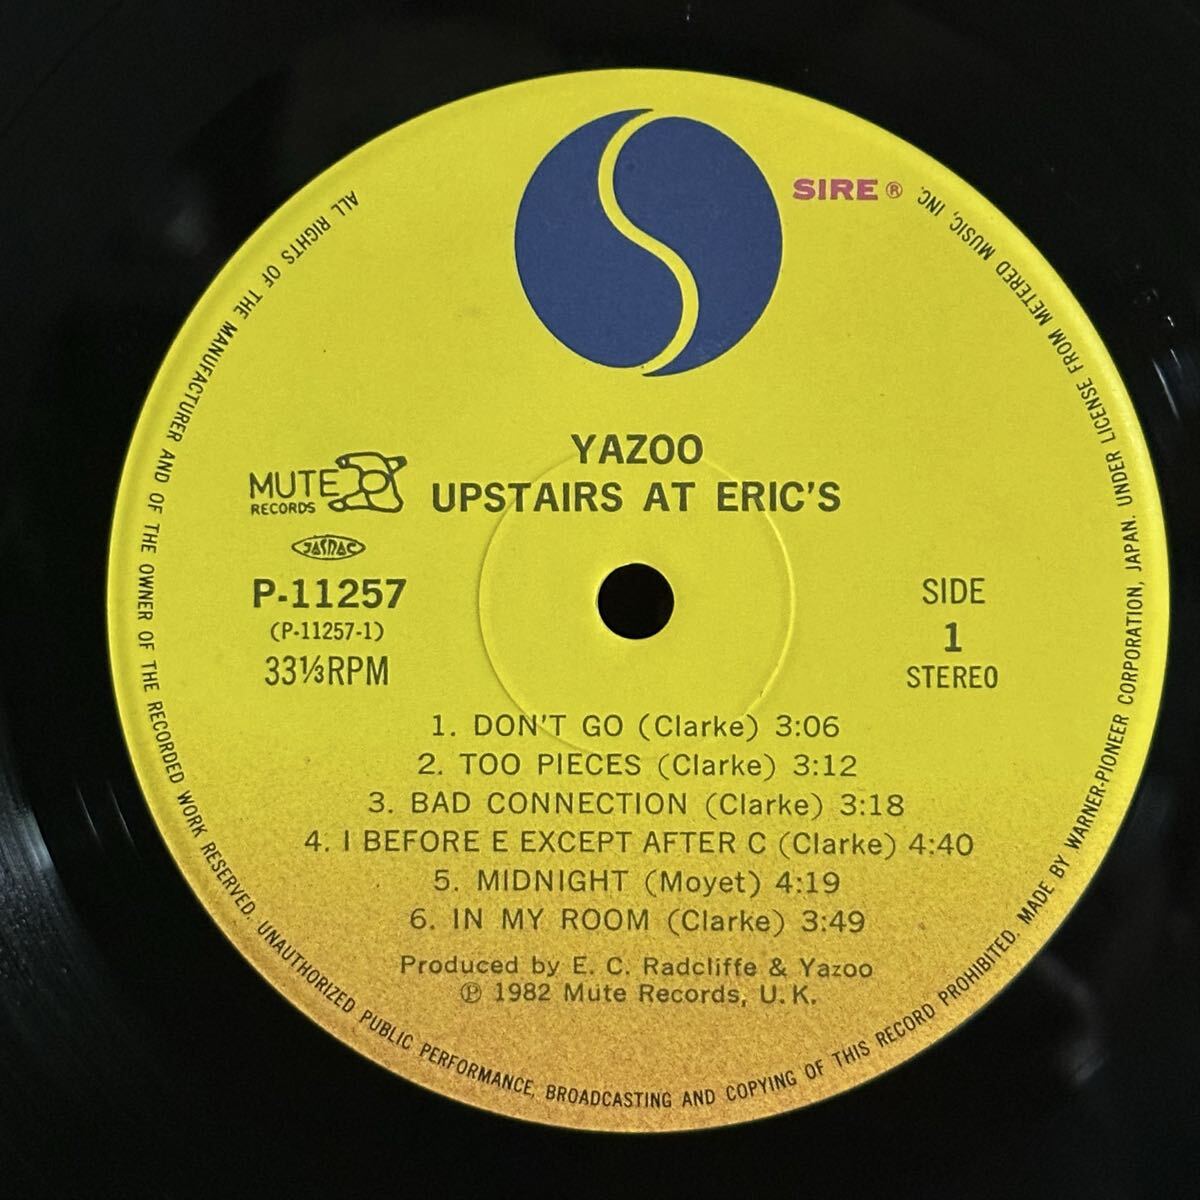 SIRE ®
YAZOO
UPSTAIRS AT ERIC'S
MUTE
RECORDS
JASRAC
P-11257
(P-11257-1)
33⅓RPM
SIDE
1
STEREO
1. DON'T GO (Clarke) 3:06
2. TOO PIECES (Clarke) 3:12
3. BAD CONNECTION (Clarke) 3:18
4. I BEFORE E EXCEPT AFTER C (Clarke) 4:40
5. MIDNIGHT (Moyet) 4:19
6. IN MY ROOM (Clarke) 3:49
Produced by E. C. Radcliffe & Yazoo
℗ 1982 Mute Records, U.K.
ALL RIGHTS OF THE MANUFACTURER AND OF THE OWNER OF THE RECORDED WORK RESERVED. UNAUTHORIZED PUBLIC PERFORMANCE, BROADCASTING AND COPYING OF THIS RECORD PROHIBITED. MADE BY WARNER-PIONEER CORPORATION, JAPAN. UNDER LICENSE FROM METERED MUSIC, INC.